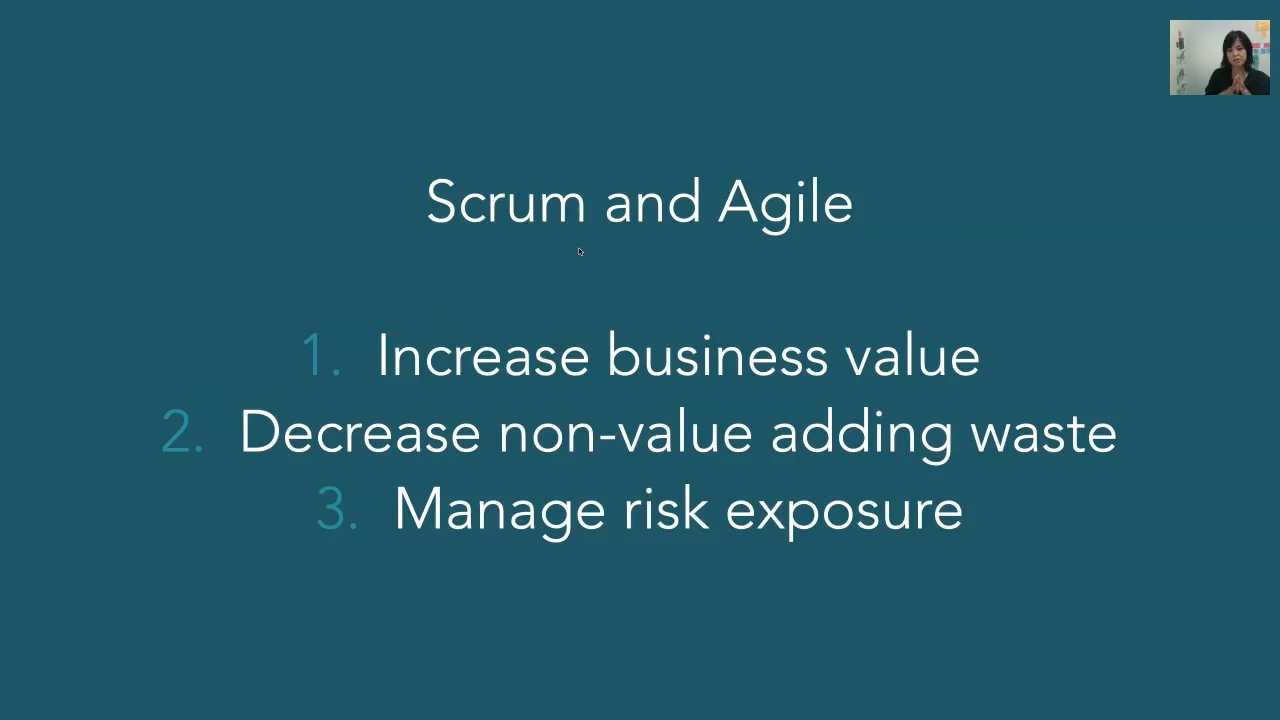 Scrum and Agile
1. Increase business value
2. Decrease non-value adding waste
3. Manage risk exposure